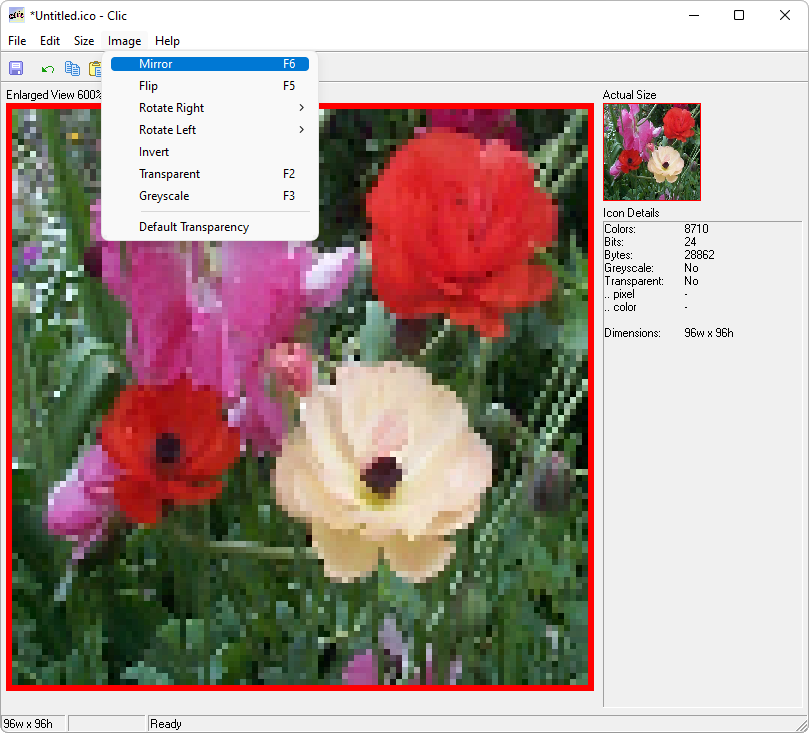 *Untitled.ico - Clic
File Edit Size Image Help
Mirror F6
Flip F5
Rotate Right
Rotate Left
Invert
Transparent F2
Greyscale F3
Default Transparency
Enlarged View 600%
Actual Size
Icon Details
Colors: 8710
Bits: 24
Bytes: 28862
Greyscale: No
Transparent: No
.. pixel -
.. color -
Dimensions: 96w x 96h
96w x 96h
Ready